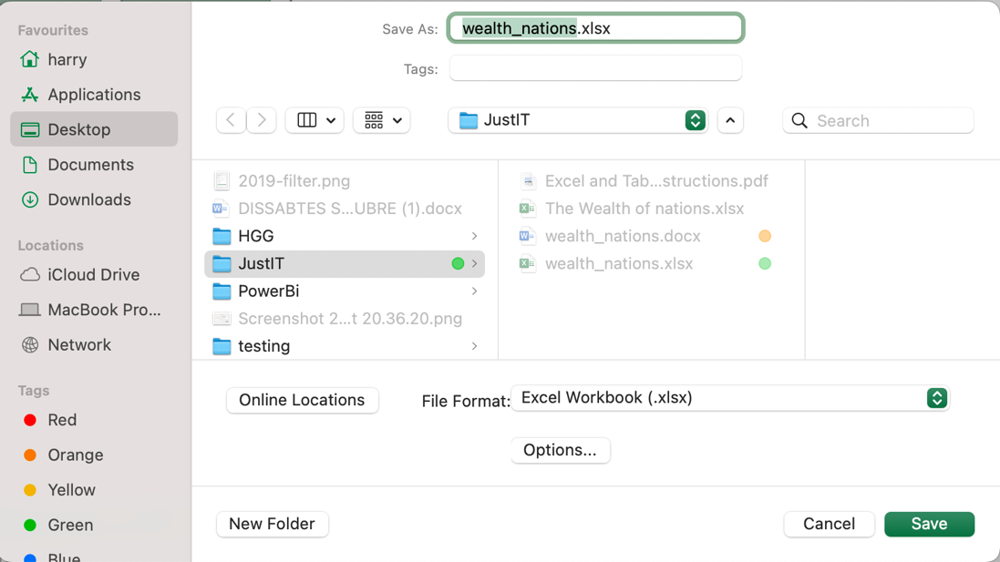 Favourites
harry
Applications
Desktop
Documents
Downloads
Locations
iCloud Drive
MacBook Pro...
Network
Tags
Red
Orange
Yellow
Green
Blue
Save As: wealth_nations.xlsx
Tags:
JustIT
Search
2019-filter.png
DISSABTES S...UBRE (1).docx
HGG
JustIT
PowerBi
Screenshot 2...t 20.36.20.png
testing
Excel and Tab...structions.pdf
The Wealth of nations.xlsx
wealth_nations.docx
wealth_nations.xlsx
Online Locations
File Format: Excel Workbook (.xlsx)
Options...
New Folder
Cancel
Save